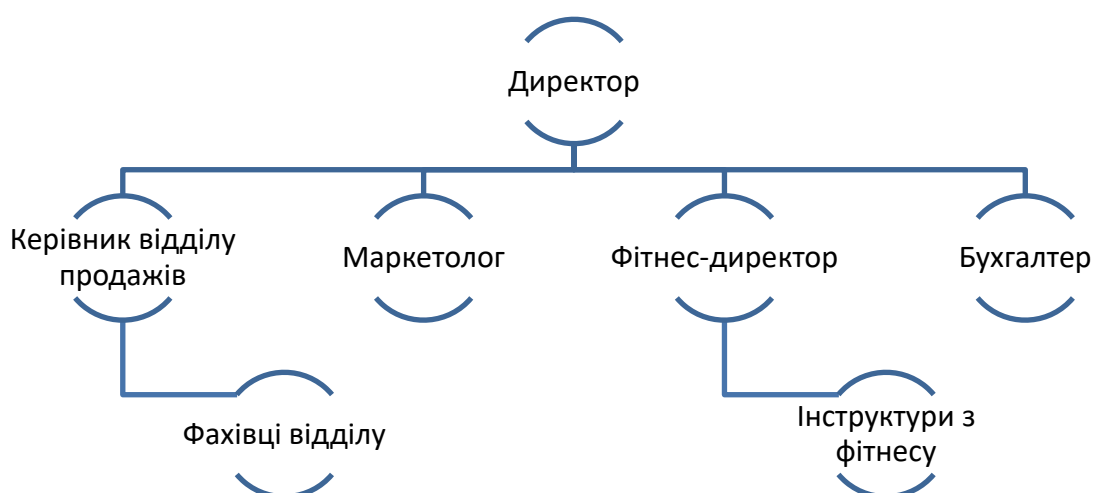 Директор
Керівник відділу
продажів
Маркетолог
Фітнес-директор
Бухгалтер
Фахівці відділу
Інструктури з
фітнесу